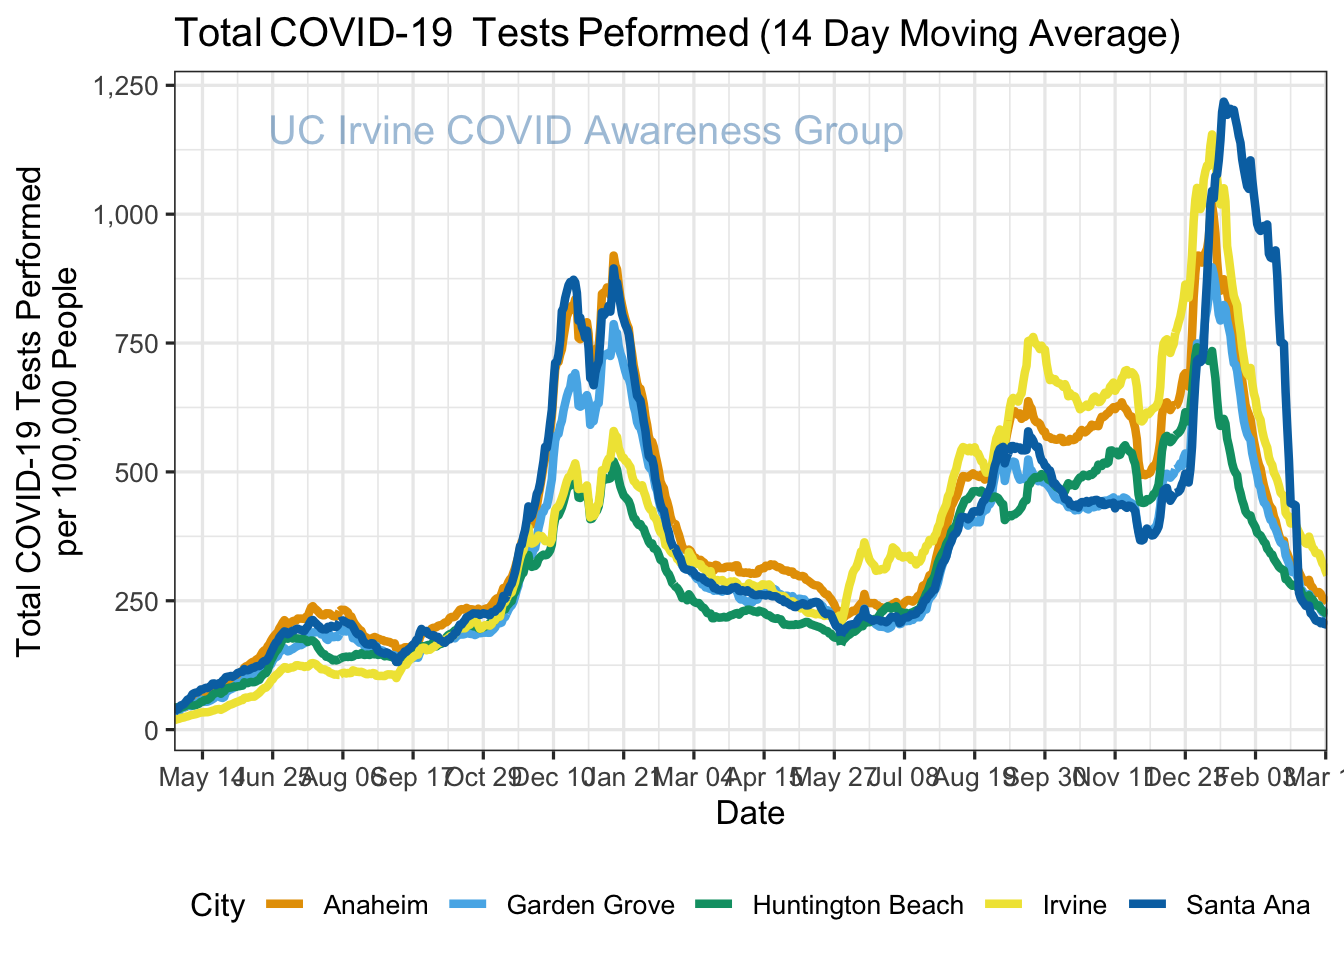 Total COVID-19  Tests Peformed (14 Day Moving Average)
UC Irvine COVID Awareness Group
Total COVID-19 Tests Performed
per 100,000 People
1,250
1,000
750
500
250
0
May 14 Jun 25 Aug 06 Sep 17 Oct 29 Dec 10 Jan 21 Mar 04 Apr 15 May 27 Jul 08 Aug 19 Sep 30 Nov 11 Dec 23 Feb 03 Mar 1
Date
City Anaheim Garden Grove Huntington Beach Irvine Santa Ana